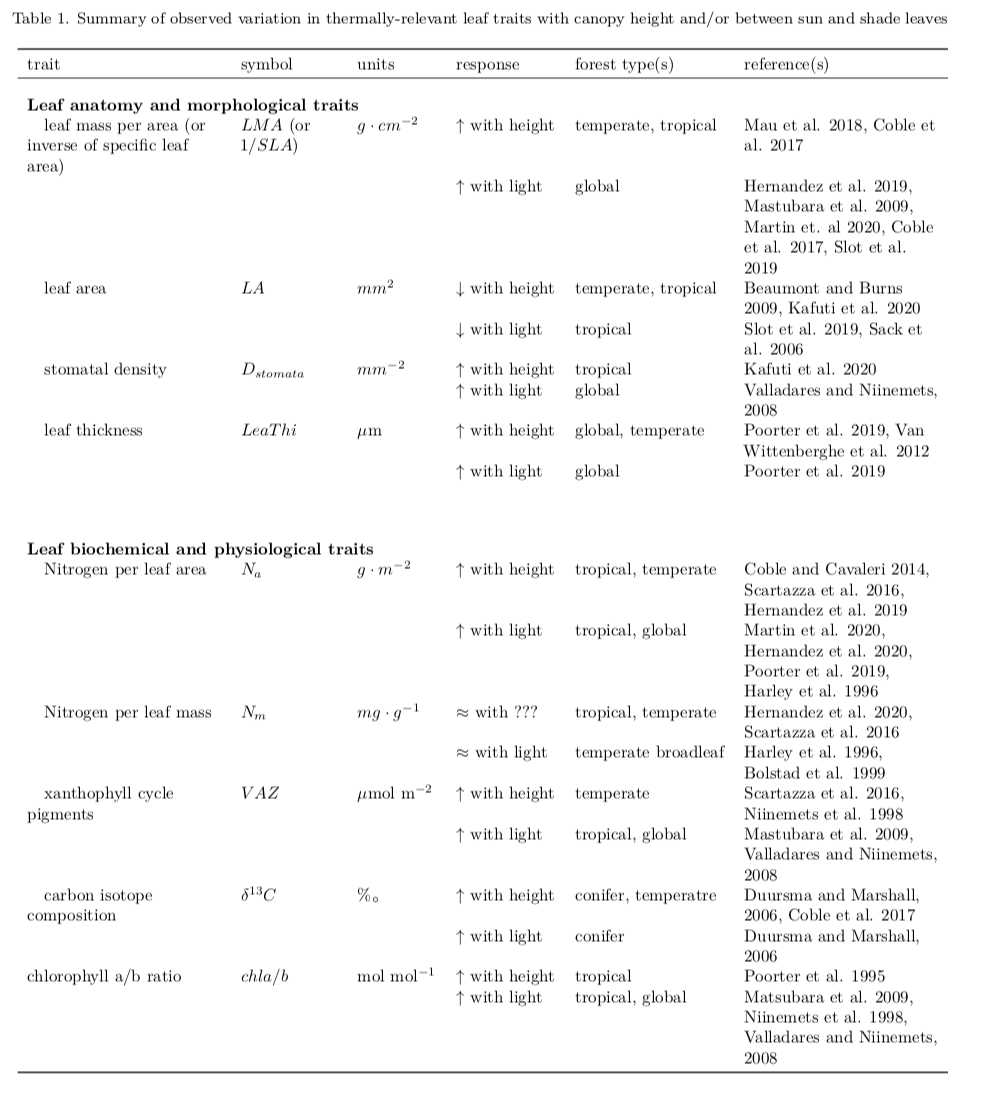 Table 1. Summary of observed variation in thermally-relevant leaf traits with canopy height and/or between sun and shade leaves
trait symbol units response forest type(s) reference(s)
Leaf anatomy and morphological traits
leaf mass per area (or LMA (or g · cm−2 ↑ with height temperate, tropical Mau et al. 2018, Coble et
inverse of specific leaf 1/SLA) al. 2017
area)
↑ with light global Hernandez et al. 2019,
Mastubara et al. 2009,
Martin et. al 2020, Coble
et al. 2017, Slot et al.
2019
leaf area LA mm2 ↓ with height temperate, tropical Beaumont and Burns
2009, Kafuti et al. 2020
↓ with light tropical Slot et al. 2019, Sack et
al. 2006
stomatal density Dstomata mm−2 ↑ with height tropical Kafuti et al. 2020
↑ with light global Valladares and Niinemets,
2008
leaf thickness LeaThi μm ↑ with height global, temperate Poorter et al. 2019, Van
Wittenberghe et al. 2012
↑ with light global Poorter et al. 2019
Leaf biochemical and physiological traits
Nitrogen per leaf area Na g · m−2 ↑ with height tropical, temperate Coble and Cavaleri 2014,
Scartazza et al. 2016,
Hernandez et al. 2019
↑ with light tropical, global Martin et al. 2020,
Hernandez et al. 2020,
Poorter et al. 2019,
Harley et al. 1996
Nitrogen per leaf mass Nm mg · g−1 ≈ with ??? tropical, temperate Hernandez et al. 2020,
Scartazza et al. 2016
≈ with light temperate broadleaf Harley et al. 1996,
Bolstad et al. 1999
xanthophyll cycle VAZ μmol m−2 ↑ with height temperate Scartazza et al. 2016,
pigments Niinemets et al. 1998
↑ with light tropical, global Mastubara et al. 2009,
Valladares and Niinemets,
2008
carbon isotope δ13C ‰ ↑ with height conifer, temperatre Duursma and Marshall,
composition 2006, Coble et al. 2017
↑ with light conifer Duursma and Marshall,
2006
chlorophyll a/b ratio chla/b mol mol−1 ↑ with height tropical Poorter et al. 1995
↑ with light tropical, global Matsubara et al. 2009,
Niinemets et al. 1998,
Valladares and Niinemets,
2008